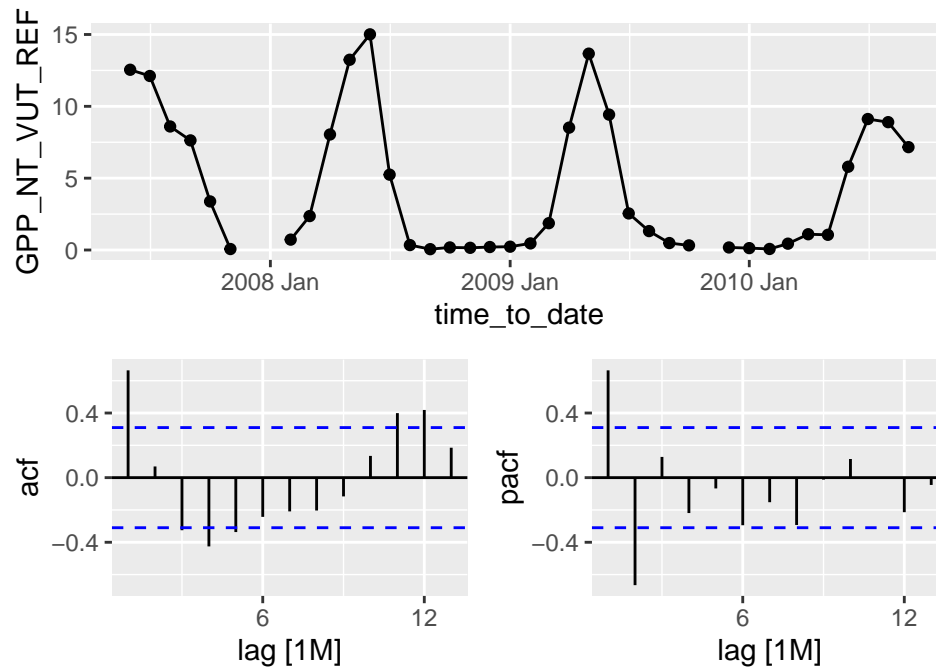 GPP_NT_VUT_REF
15
10
5
0
2008 Jan
2009 Jan
2010 Jan
time_to_date
acf
0.4
0.0
−0.4
6
12
lag [1M]
pacf
0.4
0.0
−0.4
6
12
lag [1M]